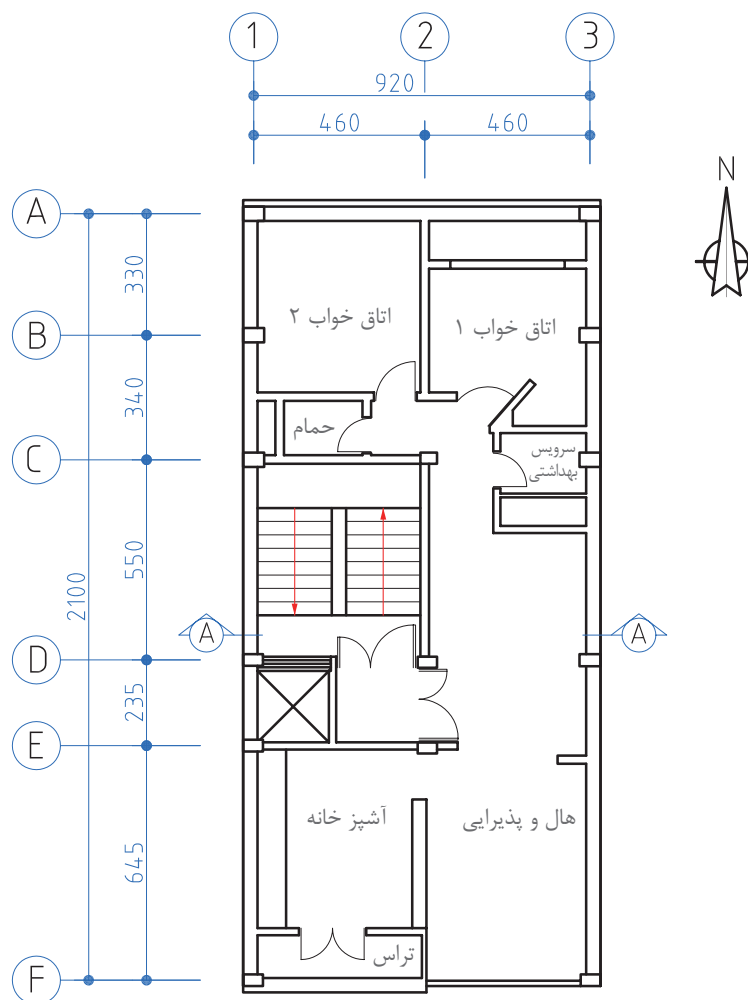 1
2
3
920
460
460
N
A
330
اتاق خواب ۲
اتاق خواب ۱
B
340
حمام
سرویس
بهداشتی
C
550
2100
A
A
D
235
E
آشپز خانه
هال و پذیرایی
645
تراس
F